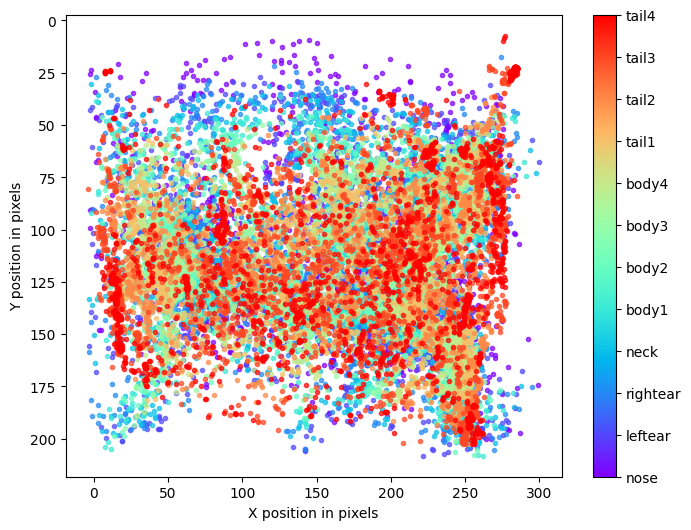 0
25
50
75
100
125
150
175
200
Y position in pixels
0
50
100
150
200
250
300
X position in pixels
tail4
tail3
tail2
tail1
body4
body3
body2
body1
neck
rightear
leftear
nose